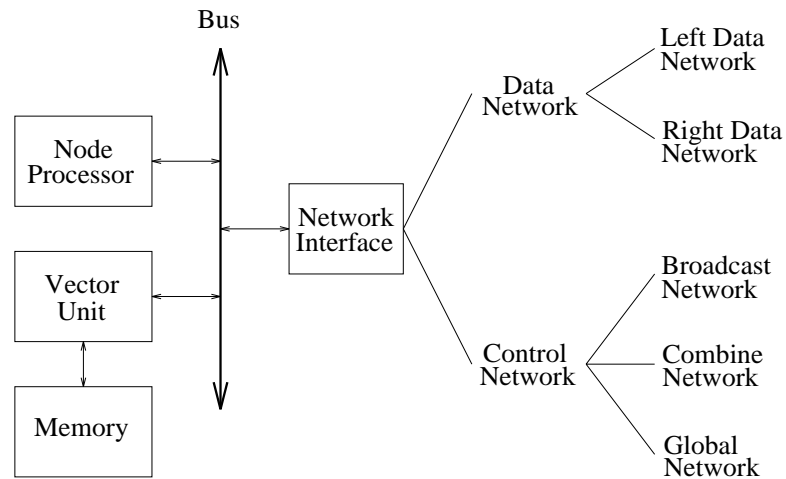 Bus
Node
Processor
Vector
Unit
Memory
Network
Interface
Data
Network
Left Data
Network
Right Data
Network
Control
Network
Broadcast
Network
Combine
Network
Global
Network